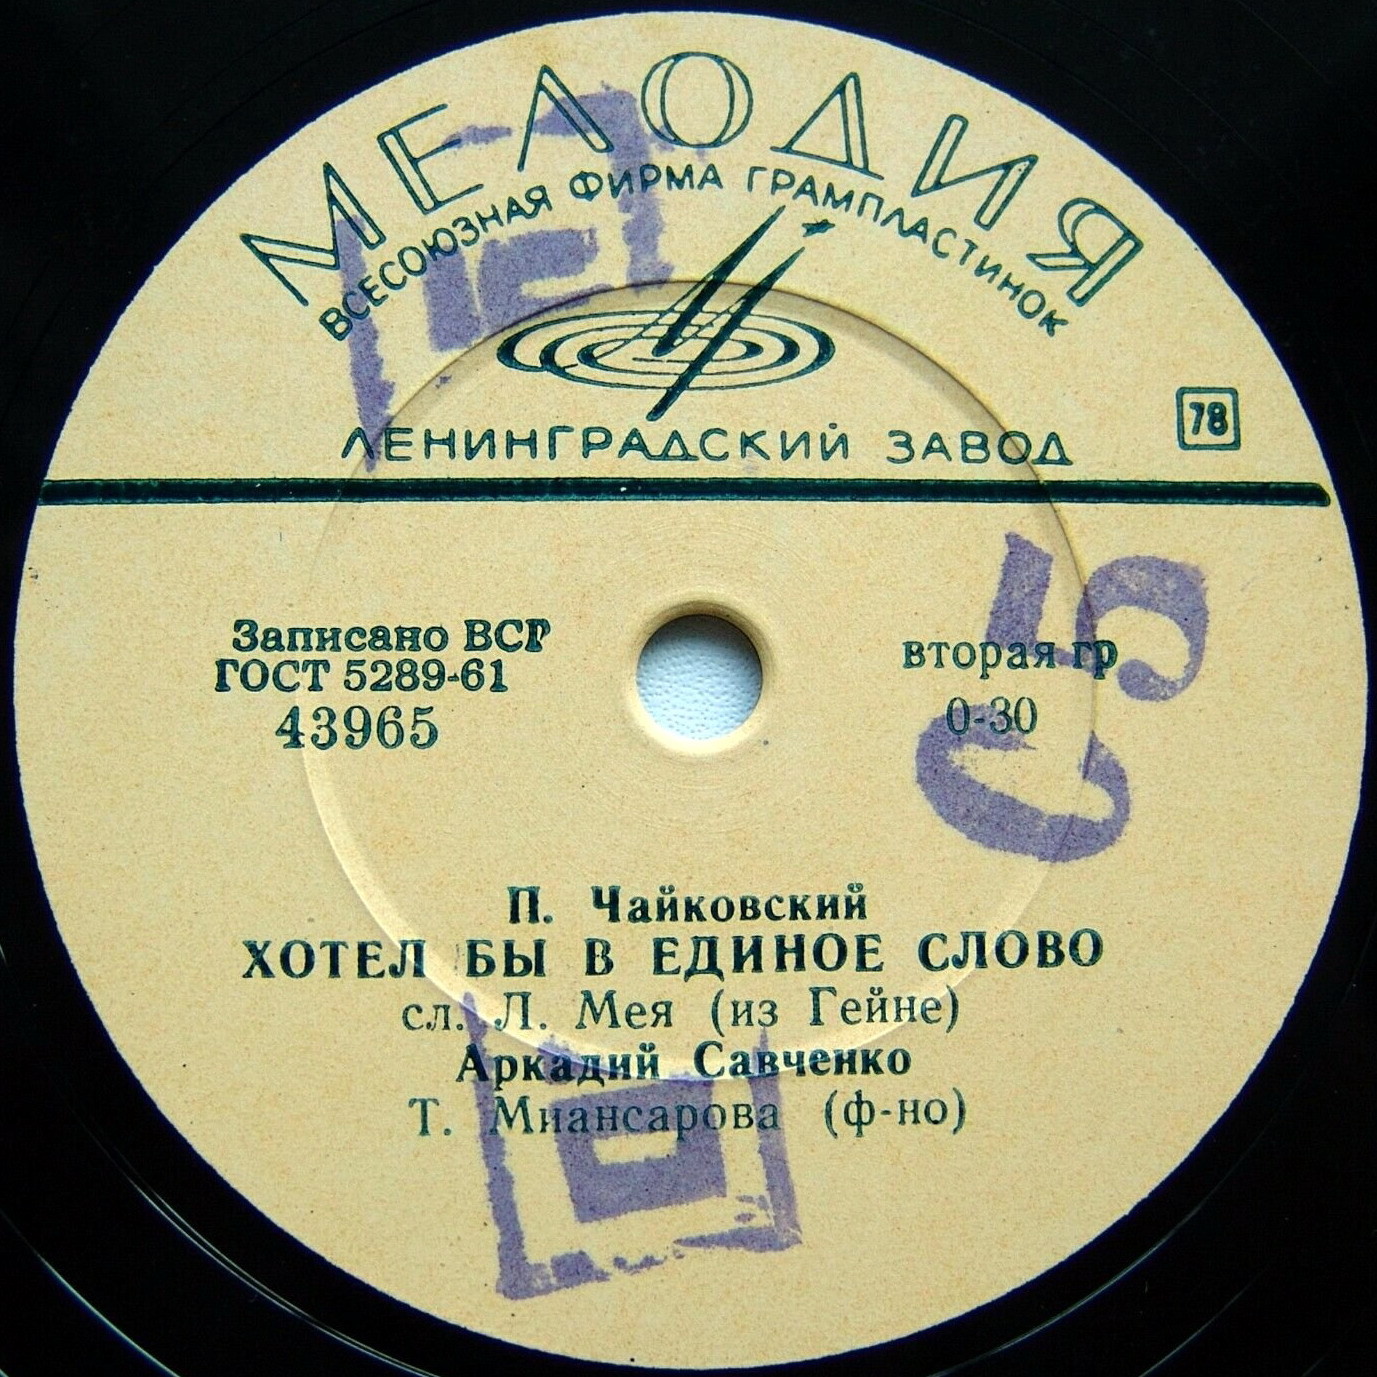 МЕЛОДИЯ
ВСЕСОЮЗНАЯ ФИРМА ГРАМПЛАСТИНОК
ЛЕНИНГРАДСКИЙ ЗАВОД
78
Записано ВСГ
ГОСТ 5289-61
43965
вторая гр
0-30
50
П. Чайковский
ХОТЕЛ БЫ В ЕДИНОЕ СЛОВО
сл. Л. Мея (из Гейне)
Аркадий Савченко
Т. Миансарова (ф-но)